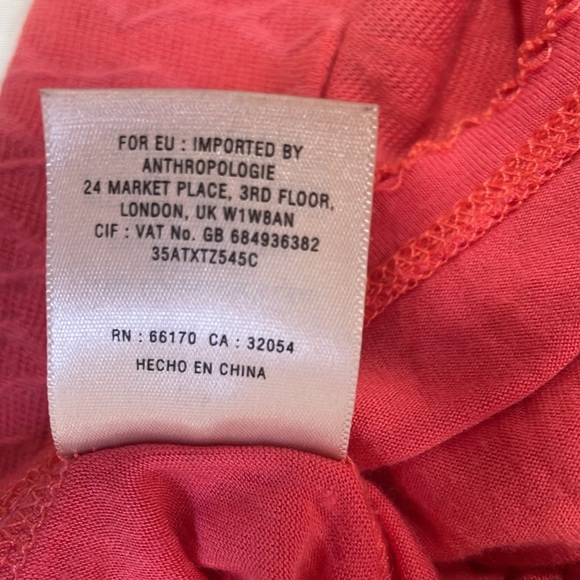 FOR EU : IMPORTED BY
ANTHROPOLOGIE
24 MARKET PLACE, 3RD FLOOR,
LONDON, UK W1W8AN
CIF : VAT No. GB 684936382
35ATXTZ545C
RN : 66170 CA : 32054
HECHO EN CHINA